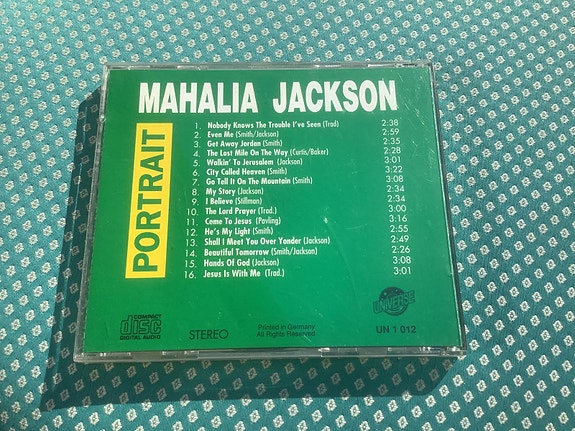 MAHALIA JACKSON
PORTRAIT
1. Nobody Knows The Trouble I've Seen (Trad) 2:38
2. Even Me (Smith/Jackson) 2:59
3. Get Away Jordan (Smith) 2:35
4. The Last Mile On The Way (Curtis/Baker) 2:28
5. Walkin' To Jerusalem (Jackson) 3:01
6. City Called Heaven (Smith) 3:22
7. Go Tell It On The Mountain (Smith) 3:08
8. My Story (Jackson) 2:34
9. I Believe (Stillman) 2:34
10. The Lord Prayer (Trad.) 3:00
11. Come To Jesus (Pavling) 3:16
12. He's My Light (Smith) 2:55
13. Shall I Meet You Over Yonder (Jackson) 2:49
14. Beautiful Tomorrow (Smith/Jackson) 2:26
15. Hands Of God (Jackson) 3:08
16. Jesus Is With Me (Trad.) 3:01
COMPACT
disc
DIGITAL AUDIO
STEREO
Printed in Germany
All Rights Reserved
UNIVERSE
UN 1 012